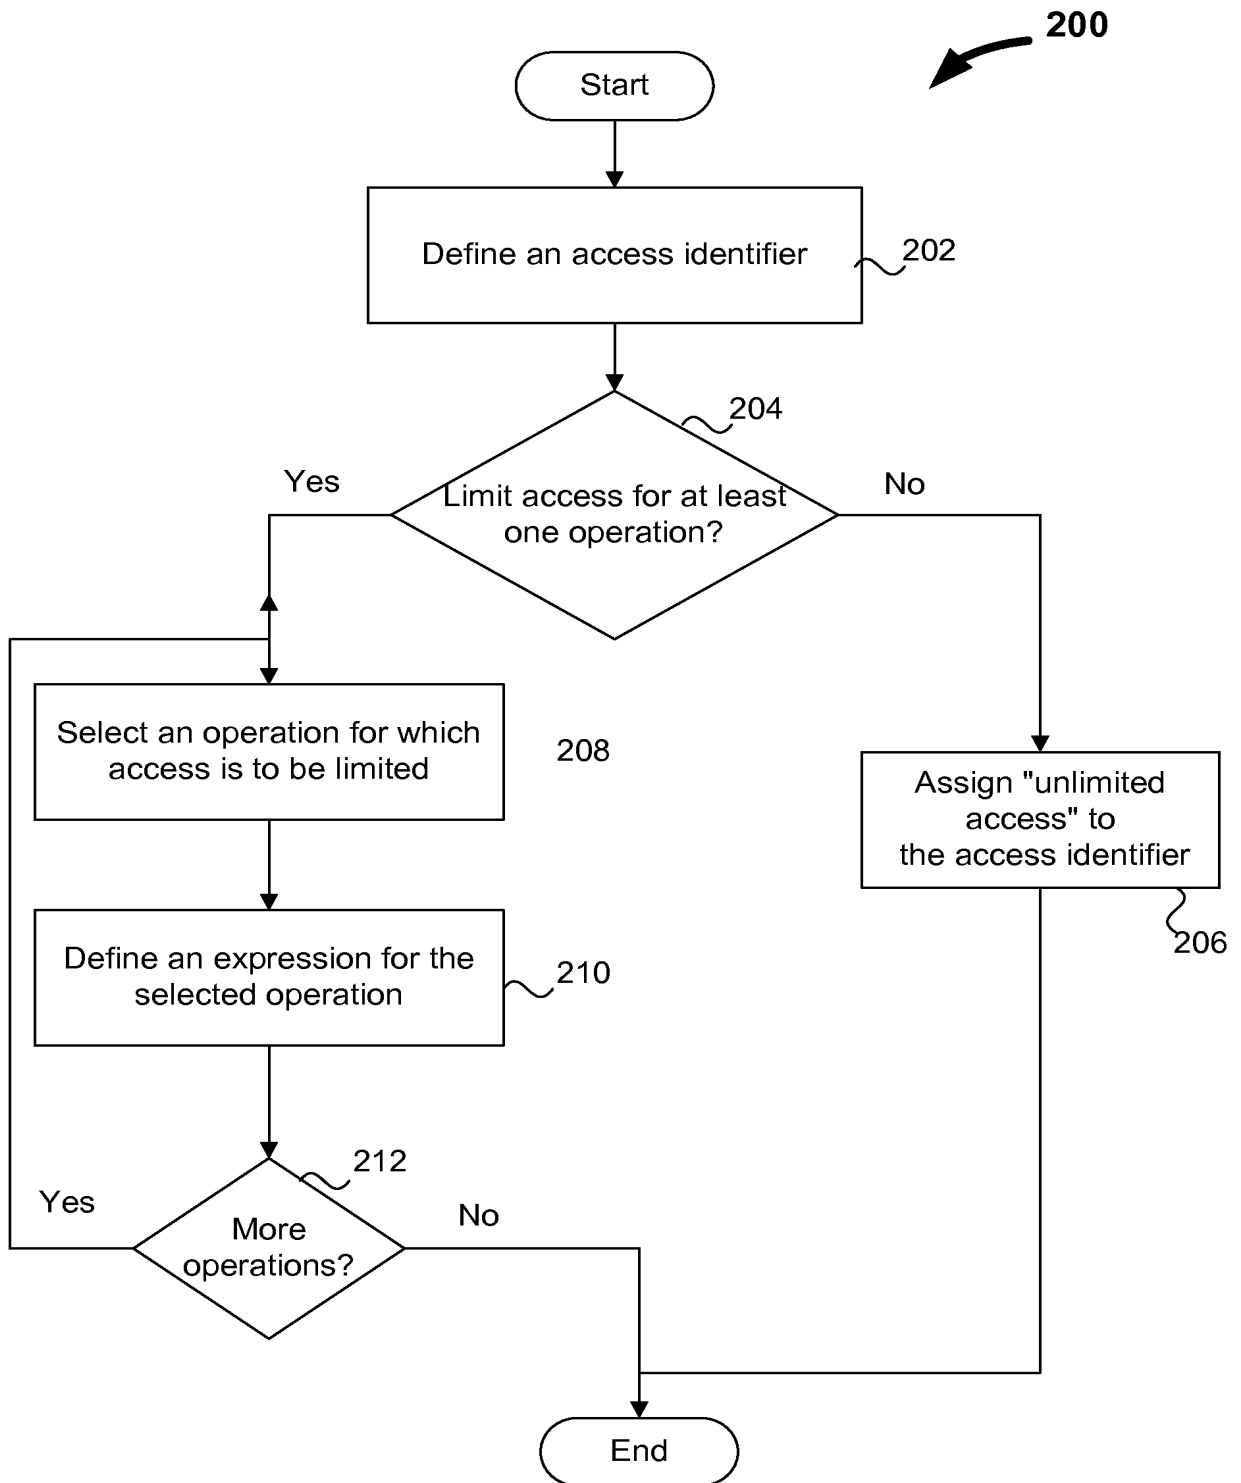 200
Start
Define an access identifier
202
204
Yes
Limit access for at least
one operation?
No
Select an operation for which
access is to be limited
208
Assign "unlimited
access" to
the access identifier
206
Define an expression for the
selected operation
210
212
Yes
More
operations?
No
End